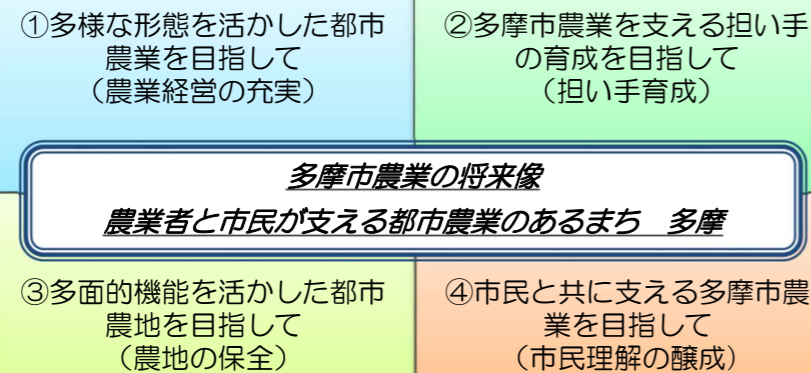 ①多様な形態を活かした都市
農業を目指して
（農業経営の充実）
②多摩市農業を支える担い手
の育成を目指して
（担い手育成）
多摩市農業の将来像
農業者と市民が支える都市農業のあるまち　多摩
③多面的機能を活かした都市
農地を目指して
（農地の保全）
④市民と共に支える多摩市農
業を目指して
（市民理解の醸成）